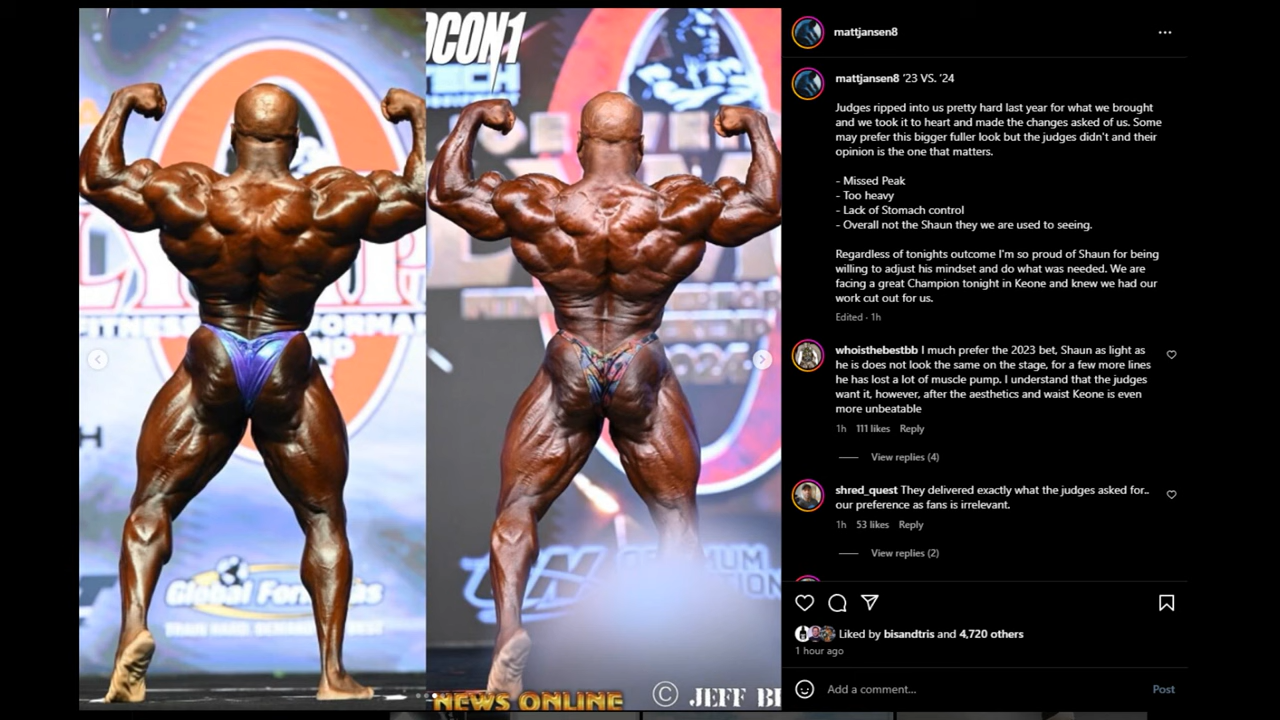 OCON1
TECH
FITNESS
Global Formulas
TRAIN HARD.
NEWS ONLINE
© JEFF BI
mattjansen8
mattjansen8 '23 VS. '24
Judges ripped into us pretty hard last year for what we brought
and we took it to heart and made the changes asked of us. Some
may prefer this bigger fuller look but the judges didn't and their
opinion is the one that matters.
- Missed Peak
- Too heavy
- Lack of Stomach control
- Overall not the Shaun they we are used to seeing.
Regardless of tonights outcome I'm so proud of Shaun for being
willing to adjust his mindset and do what was needed. We are
facing a great Champion tonight in Keone and knew we had our
work cut out for us.
Edited · 1h
whoisthebestbb I much prefer the 2023 bet, Shaun as light as
he is does not look the same on the stage, for a few more lines
he has lost a lot of muscle pump. I understand that the judges
want it, however, after the aesthetics and waist Keone is even
more unbeatable
1h 111 likes Reply
View replies (4)
shred_quest They delivered exactly what the judges asked for..
our preference as fans is irrelevant.
1h 53 likes Reply
View replies (2)
Liked by bisandtris and 4,720 others
1 hour ago
Add a comment...
Post